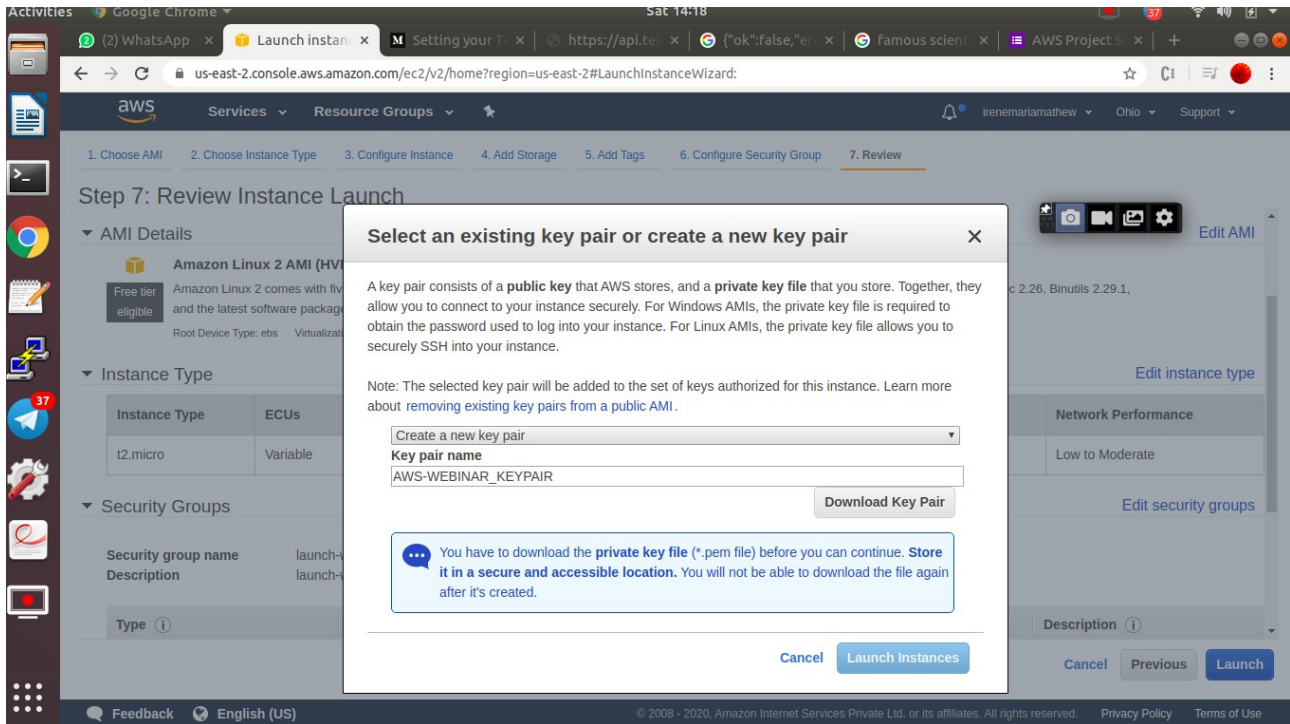 Activities
Google Chrome
Sat 14:18
37
(2) WhatsApp
Launch instanc
M Setting your T
https://api.tel
{"ok":false,"err
famous scient
AWS Project S
us-east-2.console.aws.amazon.com/ec2/v2/home?region=us-east-2#LaunchInstanceWizard:
aws
Services
Resource Groups
irenemariamathew
Ohio
Support
1. Choose AMI
2. Choose Instance Type
3. Configure Instance
4. Add Storage
5. Add Tags
6. Configure Security Group
7. Review
Step 7: Review Instance Launch
AMI Details
Edit AMI
Amazon Linux 2 AMI (HVM
Free tier
eligible
Amazon Linux 2 comes with fiv
c 2.26, Binutils 2.29.1,
and the latest software package
Root Device Type: ebs Virtualizati
Instance Type
Edit instance type
Instance Type
ECUs
Network Performance
t2.micro
Variable
Low to Moderate
Security Groups
Edit security groups
Security group name
launch-w
Description
launch-w
Type
Description
Cancel
Previous
Launch
Select an existing key pair or create a new key pair
A key pair consists of a public key that AWS stores, and a private key file that you store. Together, they
allow you to connect to your instance securely. For Windows AMIs, the private key file is required to
obtain the password used to log into your instance. For Linux AMIs, the private key file allows you to
securely SSH into your instance.
Note: The selected key pair will be added to the set of keys authorized for this instance. Learn more
about removing existing key pairs from a public AMI.
Create a new key pair
Key pair name
AWS-WEBINAR_KEYPAIR
Download Key Pair
You have to download the private key file (*.pem file) before you can continue. Store
it in a secure and accessible location. You will not be able to download the file again
after it's created.
Cancel
Launch Instances
37
Feedback
English (US)
© 2008 - 2020, Amazon Internet Services Private Ltd. or its affiliates. All rights reserved.
Privacy Policy
Terms of Use